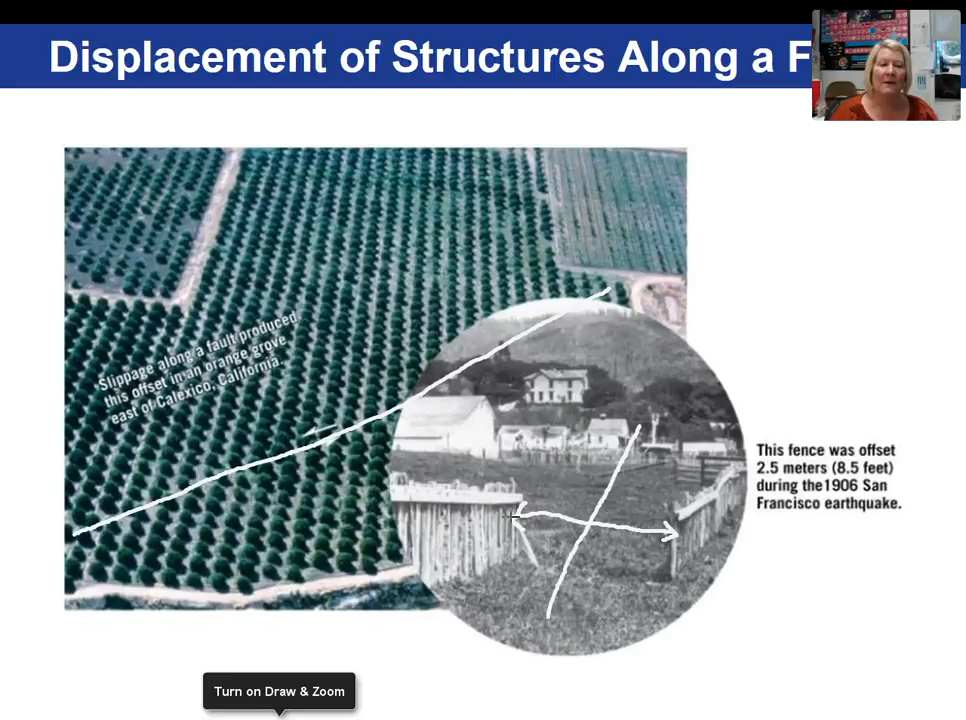 Displacement of Structures Along a F
Slippage along a fault produced
this offset in an orange grove
east of Calexico, California.
This fence was offset
2.5 meters (8.5 feet)
during the1906 San
Francisco earthquake.
Turn on Draw & Zoom